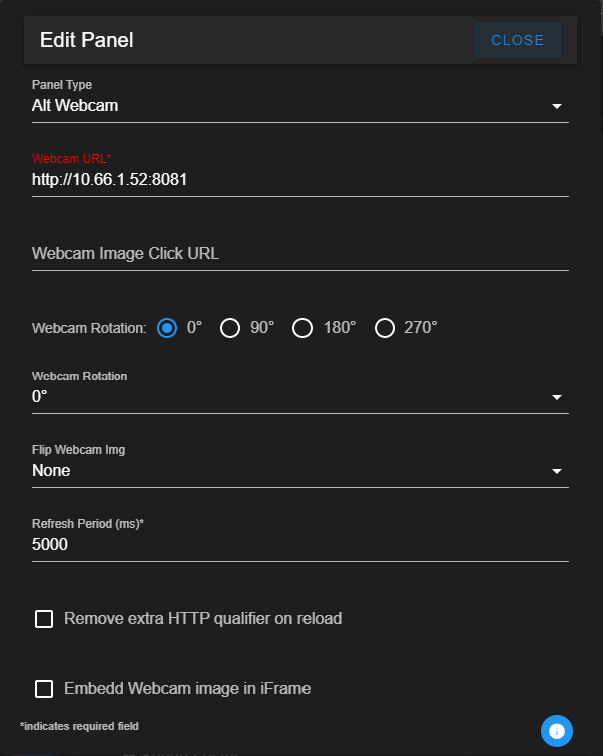 Edit Panel CLOSE
Panel Type
Alt Webcam
Webcam URL*
http://10.66.1.52:8081
Webcam Image Click URL
Webcam Rotation: 0° 90° 180° 270°
Webcam Rotation
0°
Flip Webcam Img
None
Refresh Period (ms)*
5000
Remove extra HTTP qualifier on reload
Embedd Webcam image in iFrame
*indicates required field